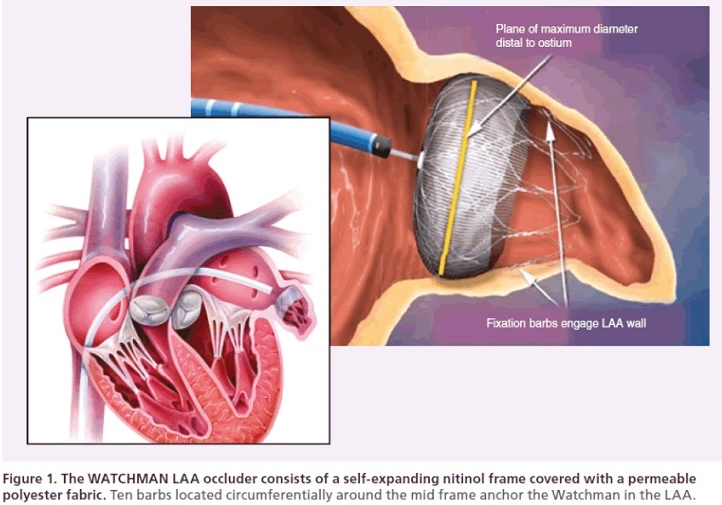 Plane of maximum diameter
distal to ostium
Fixation barbs engage LAA wall
Figure 1. The WATCHMAN LAA occluder consists of a self-expanding nitinol frame covered with a permeable
polyester fabric. Ten barbs located circumferentially around the mid frame anchor the Watchman in the LAA.